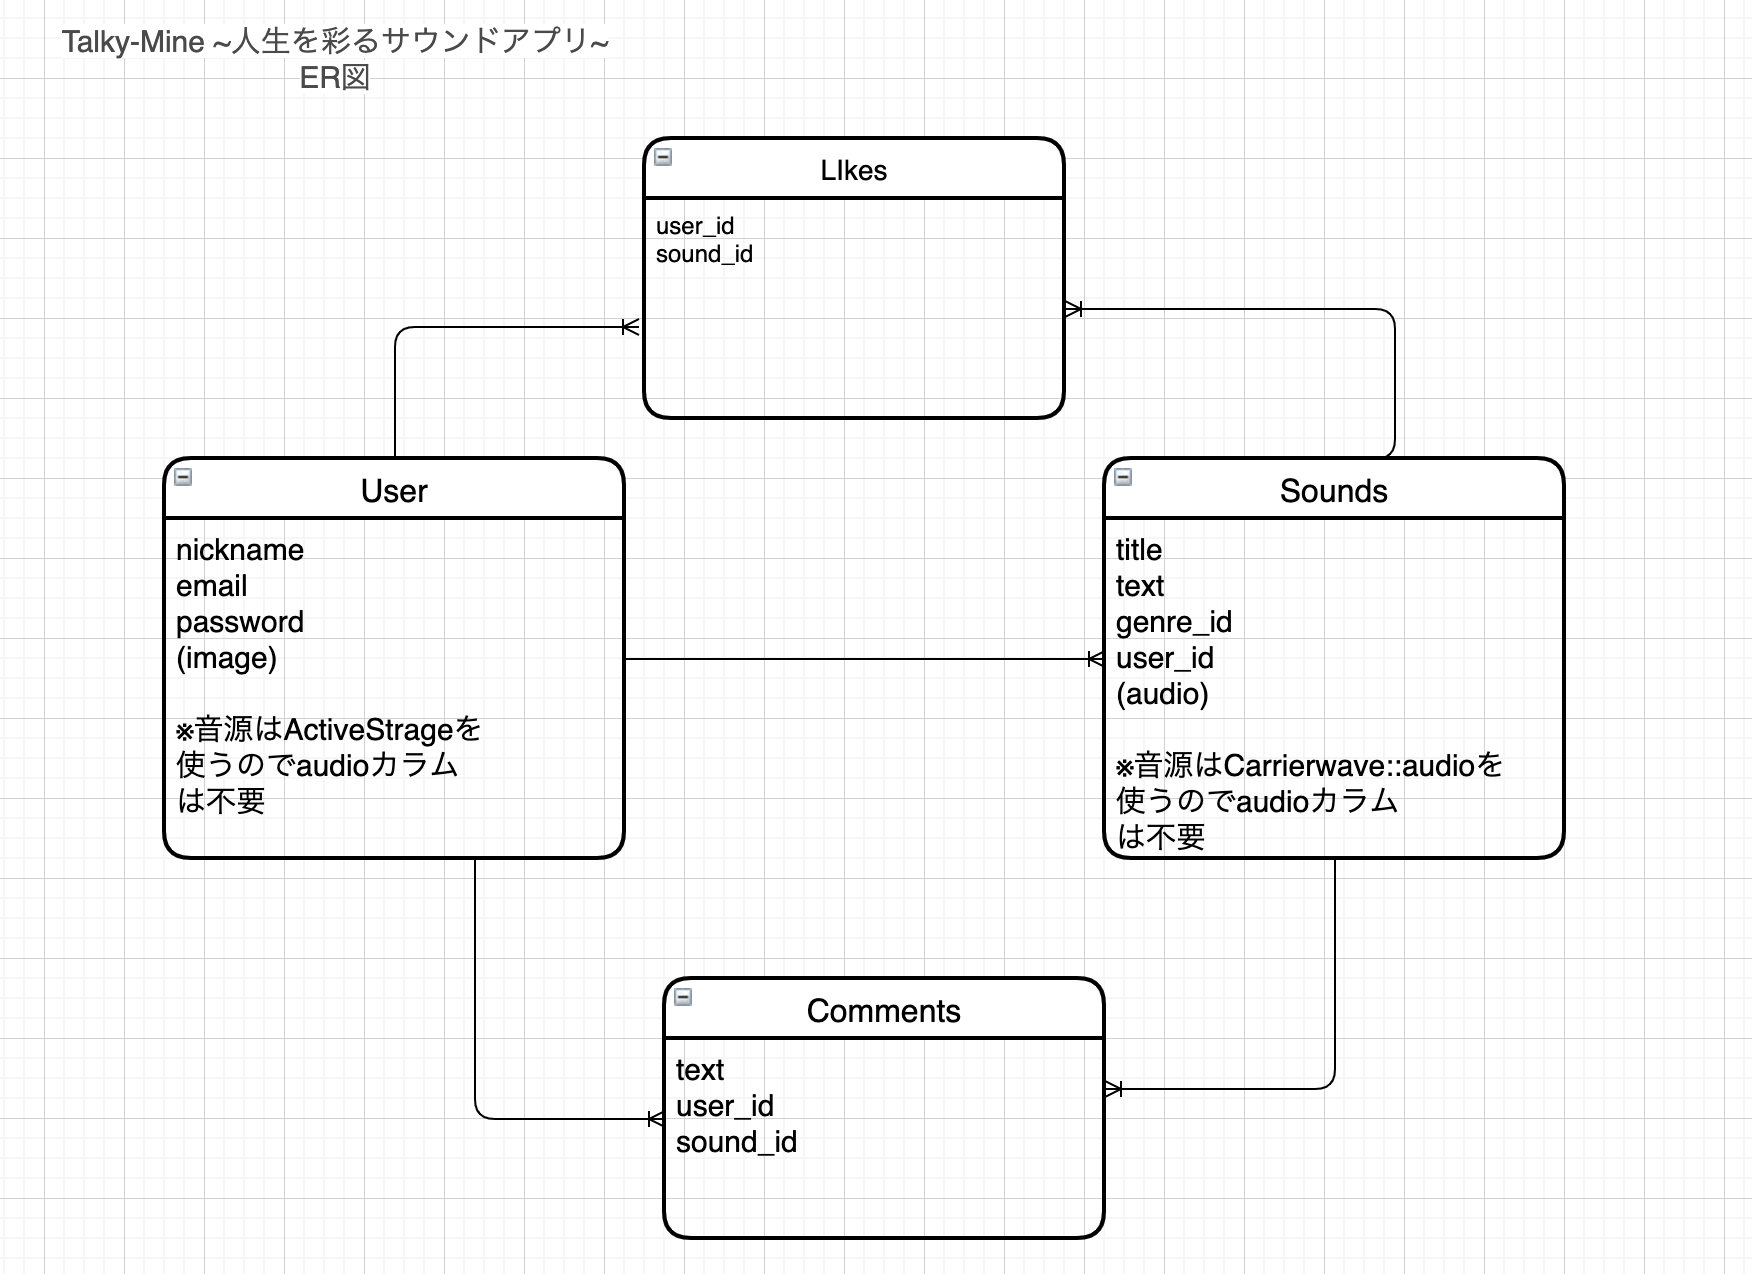 Talky-Mine ~人生を彩るサウンドアプリ~
ER図
LIkes
user_id
sound_id
User
nickname
email
password
(image)
※音源はActiveStrageを
使うのでaudioカラム
は不要
Sounds
title
text
genre_id
user_id
(audio)
※音源はCarrierwave::audioを
使うのでaudioカラム
は不要
Comments
text
user_id
sound_id